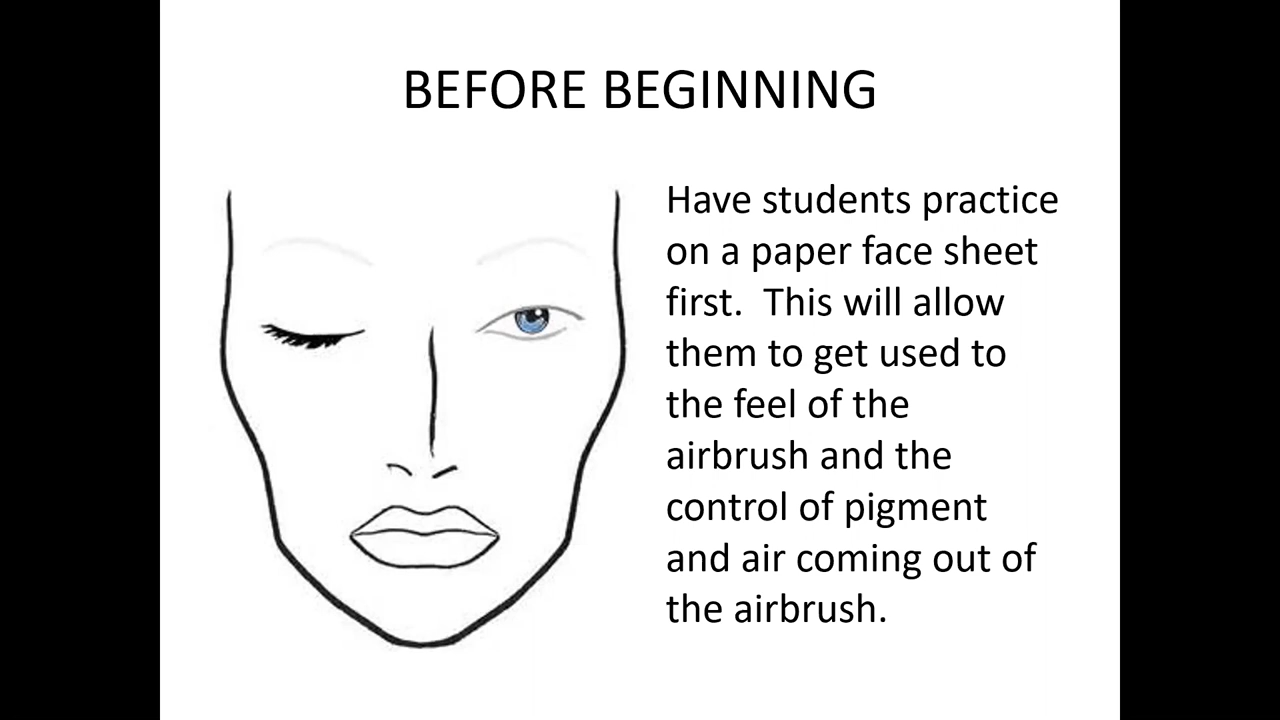 BEFORE BEGINNING
Have students practice
on a paper face sheet
first.  This will allow
them to get used to
the feel of the
airbrush and the
control of pigment
and air coming out of
the airbrush.